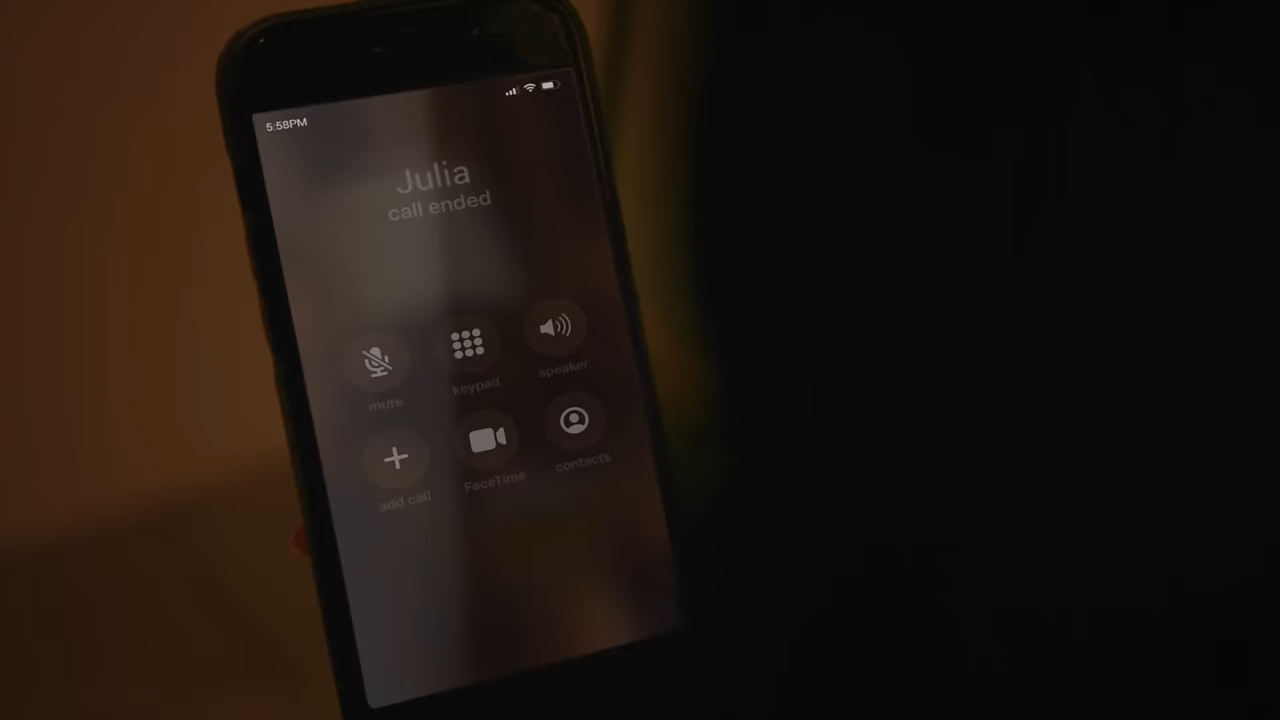 5:58PM
Julia
call ended
mute
keypad
speaker
add call
FaceTime
contacts